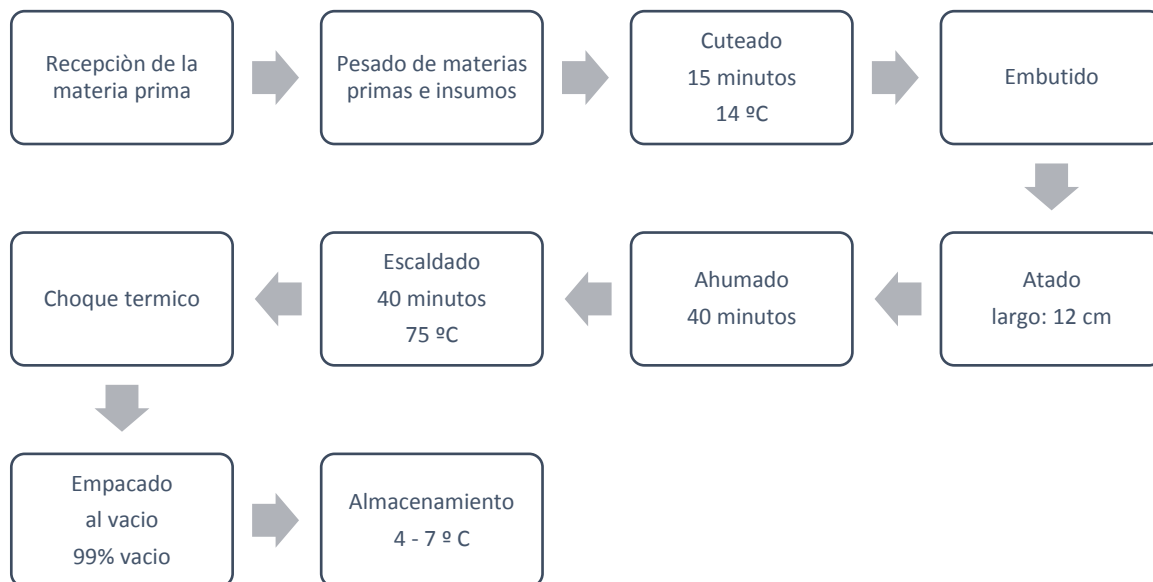 Recepciòn de la
materia prima
Pesado de materias
primas e insumos
Cuteado
15 minutos
14 ºC
Embutido
Atado
largo: 12 cm
Ahumado
40 minutos
Escaldado
40 minutos
75 ºC
Choque termico
Empacado
al vacio
99% vacio
Almacenamiento
4 - 7 º C